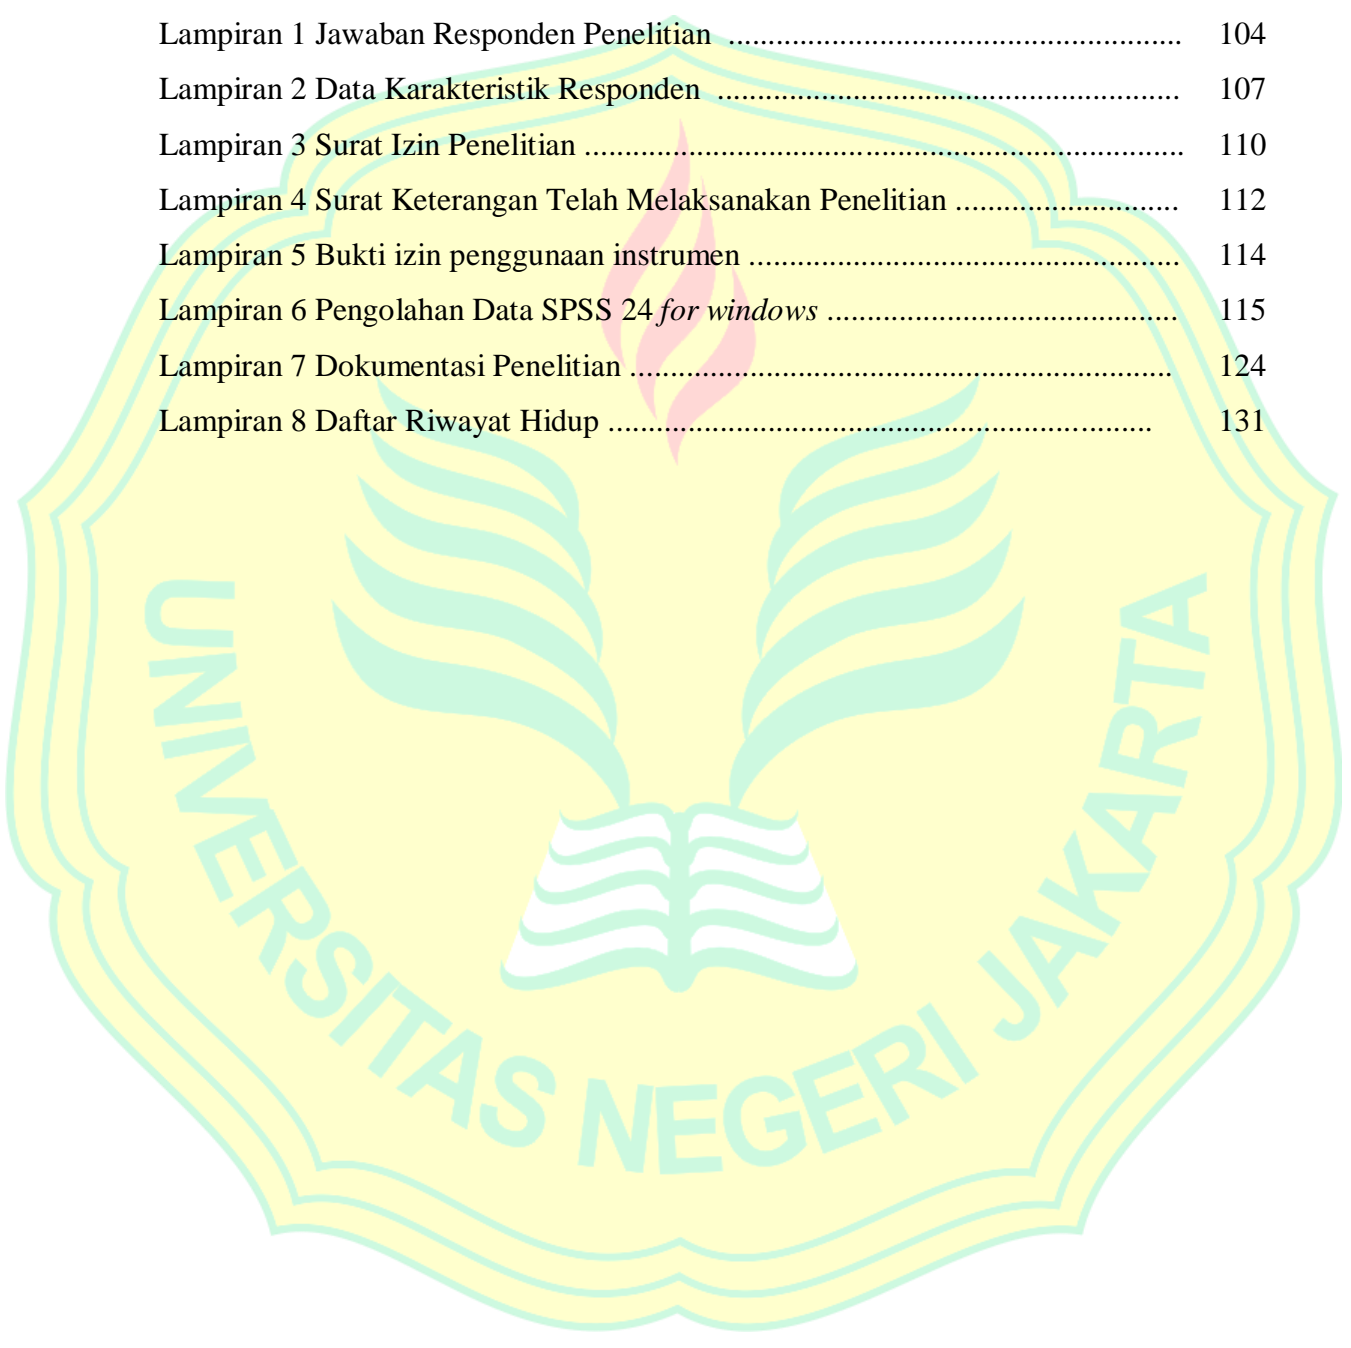 Lampiran 1 Jawaban Responden Penelitian ........................................................ 104
Lampiran 2 Data Karakteristik Responden ......................................................... 107
Lampiran 3 Surat Izin Penelitian .......................................................................... 110
Lampiran 4 Surat Keterangan Telah Melaksanakan Penelitian ............................ 112
Lampiran 5 Bukti izin penggunaan instrumen ..................................................... 114
Lampiran 6 Pengolahan Data SPSS 24 for windows ........................................... 115
Lampiran 7 Dokumentasi Penelitian ................................................................... 124
Lampiran 8 Daftar Riwayat Hidup ................................................................... 131
UNIVERSITAS NEGERI JAKARTA